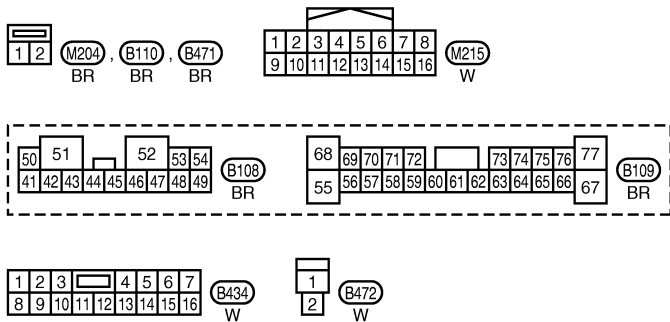 1 2 M204 , B110 , B471
BR BR BR
1 2 3 4 5 6 7 8
9 10 11 12 13 14 15 16
M215
W
50 51 52 53 54
41 42 43 44 45 46 47 48 49
B108
BR
68 69 70 71 72 73 74 75 76 77
55 56 57 58 59 60 61 62 63 64 65 66 67
B109
BR
1 2 3 4 5 6 7
8 9 10 11 12 13 14 15 16
B434
W
1
2
B472
W